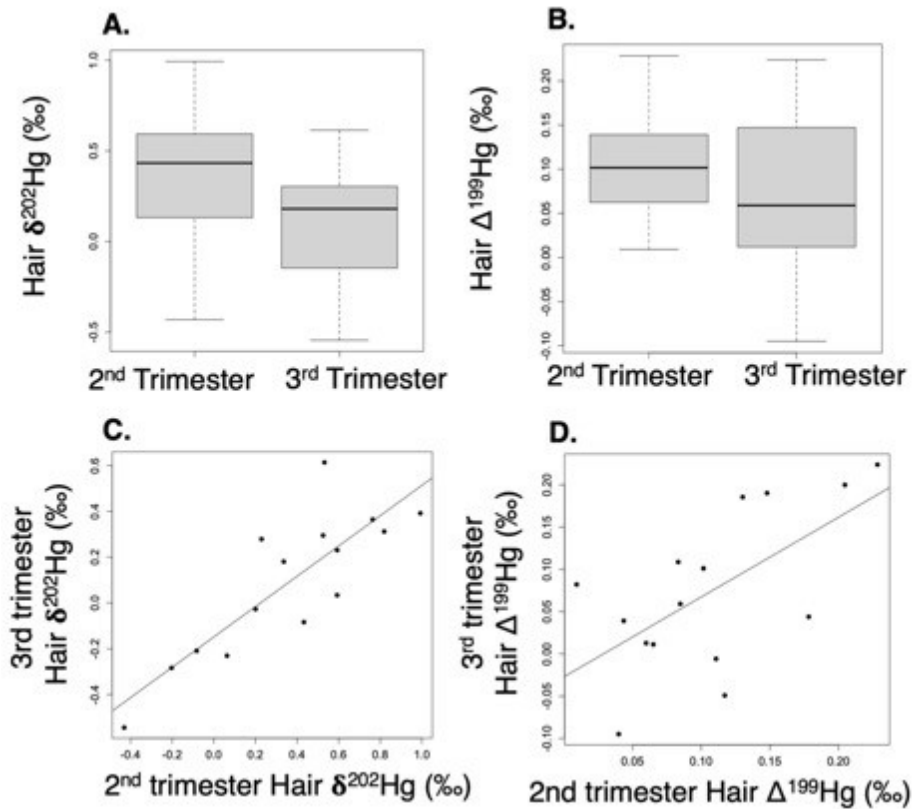 A.
Hair δ²⁰²Hg (‰)
1.0
0.5
0.0
-0.5
2ⁿᵈ Trimester
3ʳᵈ Trimester
B.
Hair Δ¹⁹⁹Hg (‰)
0.20
0.15
0.10
0.05
0.00
-0.05
-0.10
2ⁿᵈ Trimester
3ʳᵈ Trimester
C.
3rd trimester
Hair δ²⁰²Hg (‰)
0.6
0.4
0.2
0.0
-0.2
-0.4
-0.4 -0.2 0.0 0.2 0.4 0.6 0.8 1.0
2ⁿᵈ trimester Hair δ²⁰²Hg (‰)
D.
3ʳᵈ trimester
Hair Δ¹⁹⁹Hg (‰)
0.20
0.15
0.10
0.05
0.00
-0.05
-0.10
0.05 0.10 0.15 0.20
2nd trimester Hair Δ¹⁹⁹Hg (‰)